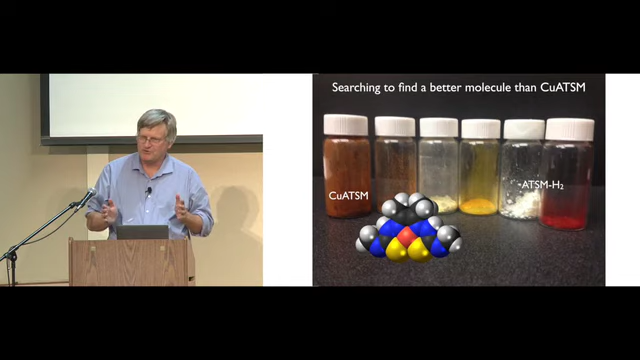 Searching to find a better molecule than CuATSM
CuATSM
-ATSM-H₂